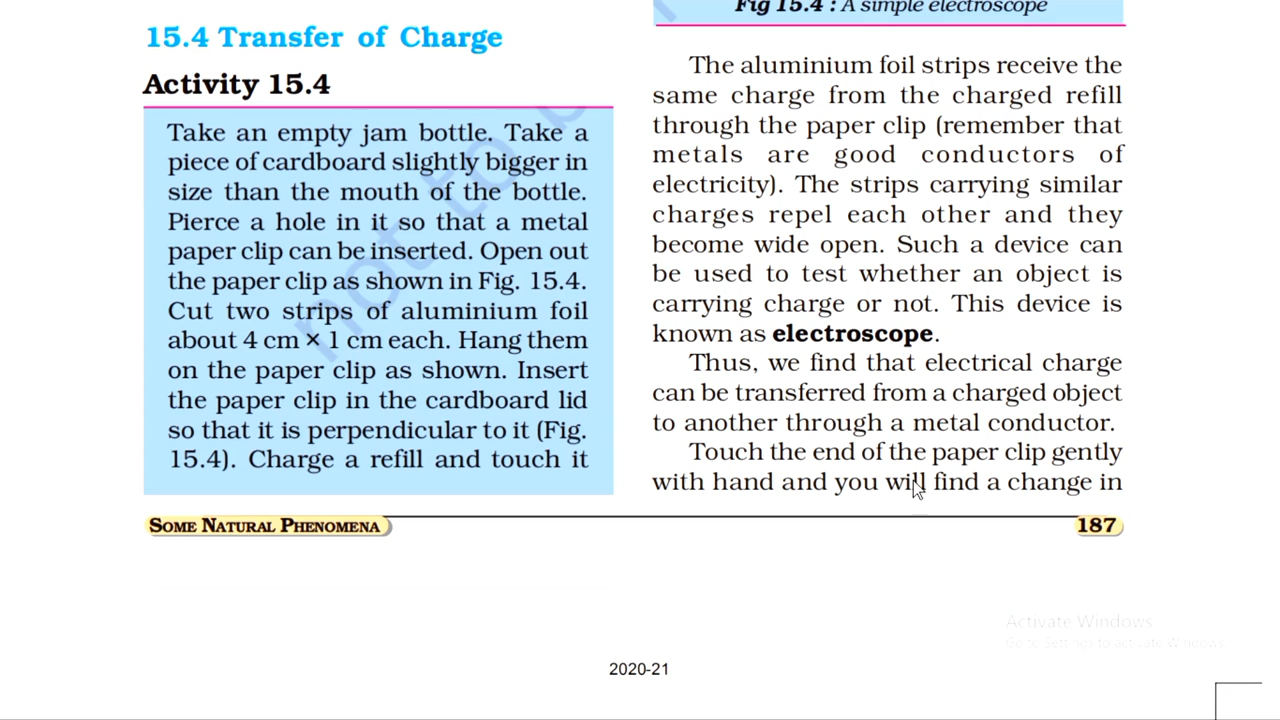 15.4 Transfer of Charge
Activity 15.4
Take an empty jam bottle. Take a
piece of cardboard slightly bigger in
size than the mouth of the bottle.
Pierce a hole in it so that a metal
paper clip can be inserted. Open out
the paper clip as shown in Fig. 15.4.
Cut two strips of aluminium foil
about 4 cm × 1 cm each. Hang them
on the paper clip as shown. Insert
the paper clip in the cardboard lid
so that it is perpendicular to it (Fig.
15.4). Charge a refill and touch it
Fig 15.4 : A simple electroscope
The aluminium foil strips receive the
same charge from the charged refill
through the paper clip (remember that
metals are good conductors of
electricity). The strips carrying similar
charges repel each other and they
become wide open. Such a device can
be used to test whether an object is
carrying charge or not. This device is
known as electroscope.
Thus, we find that electrical charge
can be transferred from a charged object
to another through a metal conductor.
Touch the end of the paper clip gently
with hand and you will find a change in
SOME NATURAL PHENOMENA
187
Activate Windows
Go to Settings to activate Windows.
2020-21
not to b